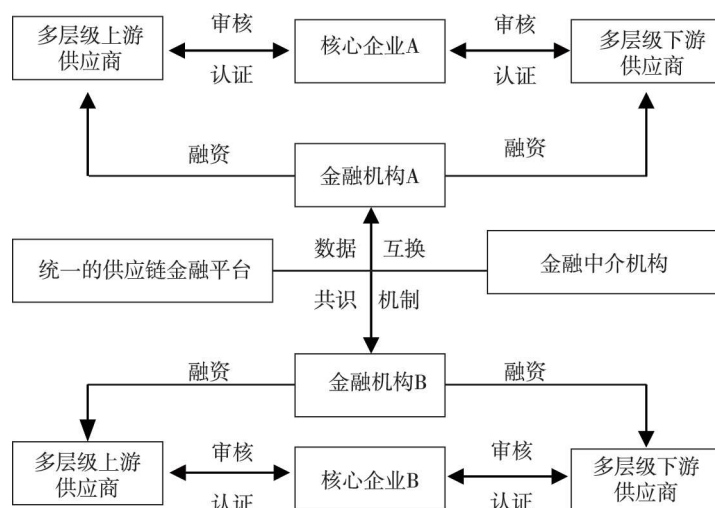 多层级上游
供应商
审核
认证
核心企业A
审核
认证
多层级下游
供应商
融资
金融机构A
融资
统一的供应链金融平台
数据
互换
共识
机制
金融中介机构
融资
金融机构B
融资
多层级上游
供应商
审核
认证
核心企业B
审核
认证
多层级下游
供应商